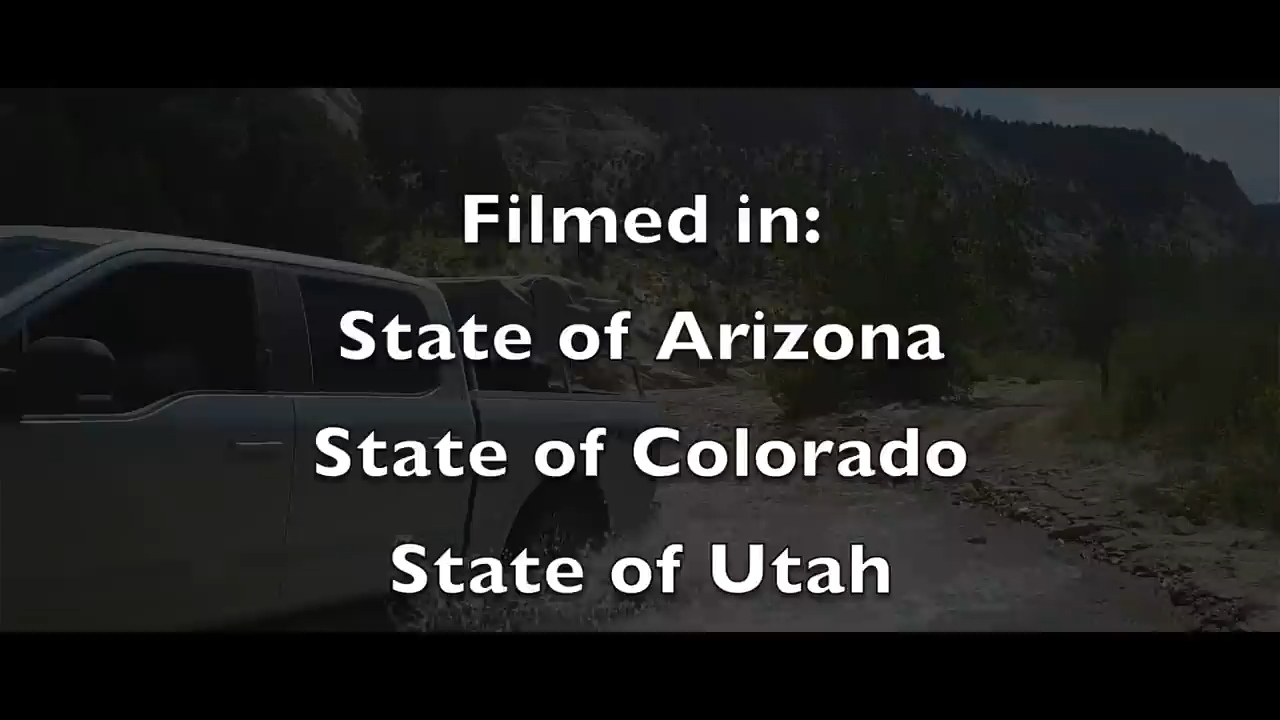 Filmed in:
State of Arizona
State of Colorado
State of Utah